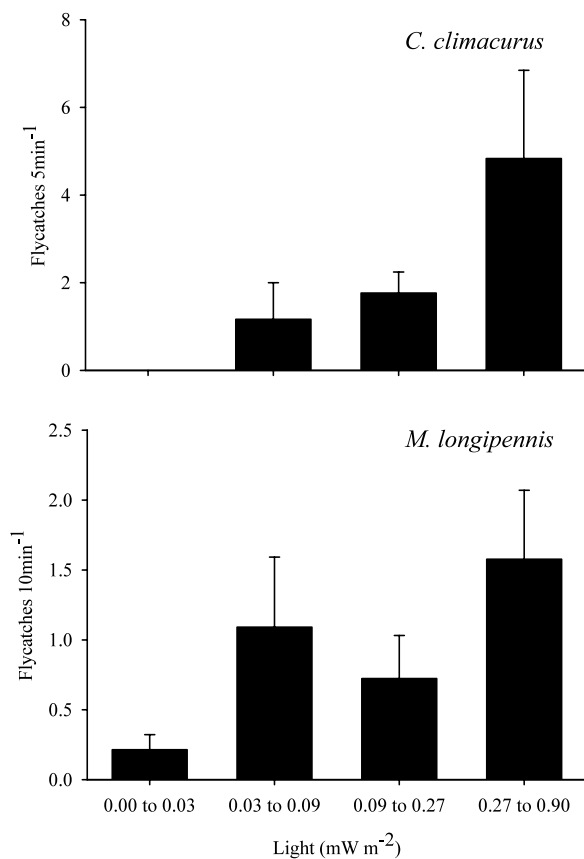 C. climacurus
Flycatches 5min-1
8
6
4
2
0
M. longipennis
Flycatches 10min-1
2.5
2.0
1.5
1.0
0.5
0.0
0.00 to 0.03 0.03 to 0.09 0.09 to 0.27 0.27 to 0.90
Light (mW m-2)